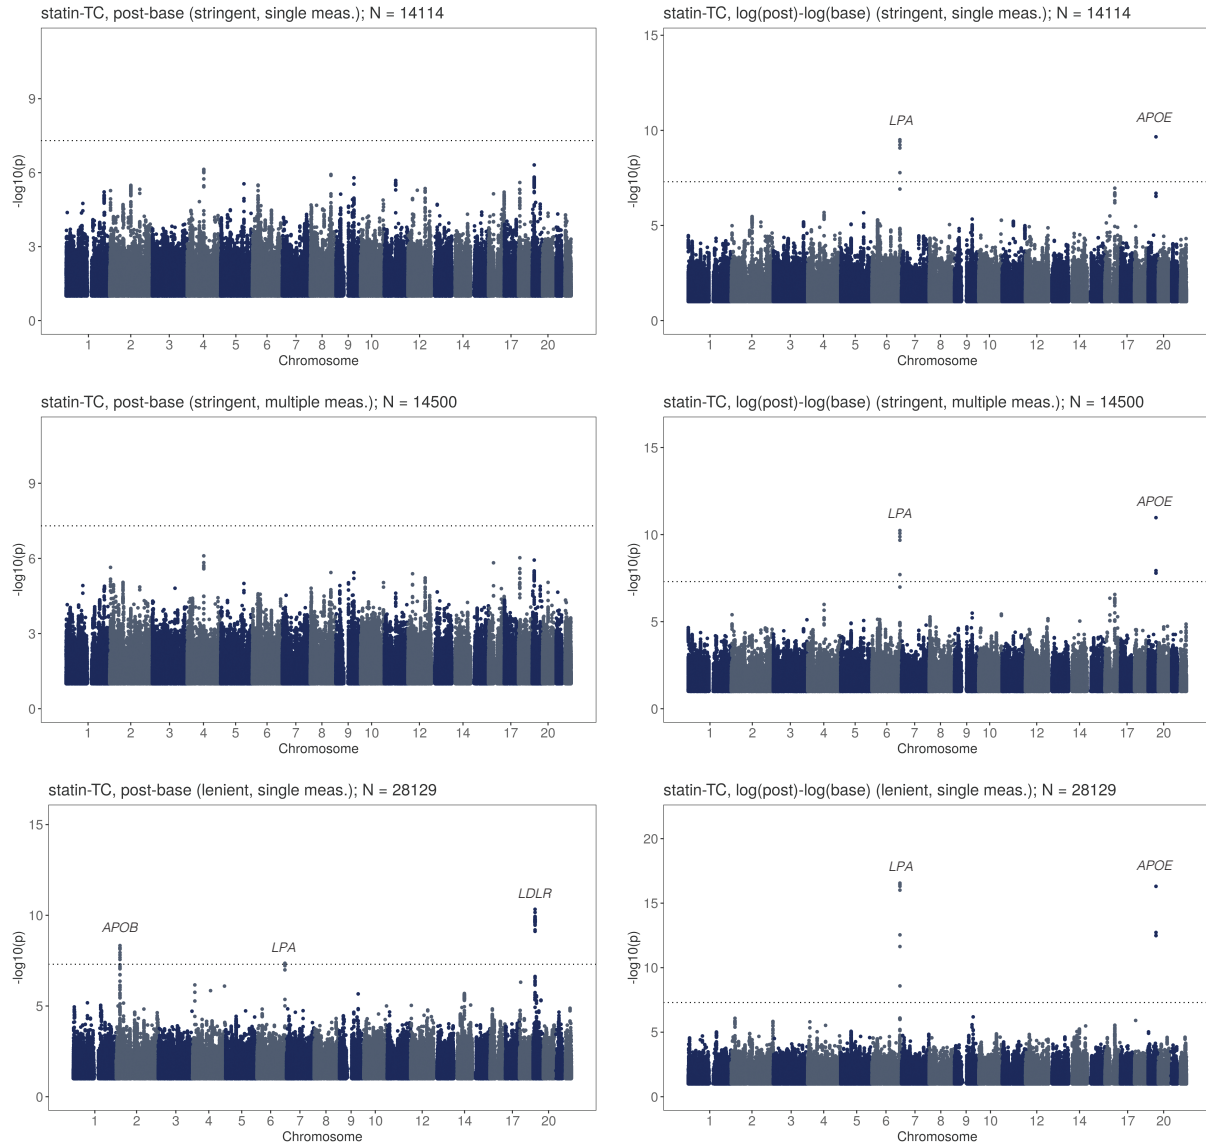 statin-TC, post-base (stringent, single meas.); N = 14114
9
6
3
0
-log10(p)
1 2 3 4 5 6 7 8 9 10 12 14 17 20
Chromosome
statin-TC, log(post)-log(base) (stringent, single meas.); N = 14114
15
10
5
0
-log10(p)
LPA
APOE
1 2 3 4 5 6 7 8 9 10 12 14 17 20
Chromosome
statin-TC, post-base (stringent, multiple meas.); N = 14500
9
6
3
0
-log10(p)
1 2 3 4 5 6 7 8 9 10 12 14 17 20
Chromosome
statin-TC, log(post)-log(base) (stringent, multiple meas.); N = 14500
15
10
5
0
-log10(p)
LPA
APOE
1 2 3 4 5 6 7 8 9 10 12 14 17 20
Chromosome
statin-TC, post-base (lenient, single meas.); N = 28129
15
10
5
0
-log10(p)
APOB
LPA
LDLR
1 2 3 4 5 6 7 8 9 10 12 14 17 20
Chromosome
statin-TC, log(post)-log(base) (lenient, single meas.); N = 28129
20
15
10
5
0
-log10(p)
LPA
APOE
1 2 3 4 5 6 7 8 9 10 12 14 17 20
Chromosome